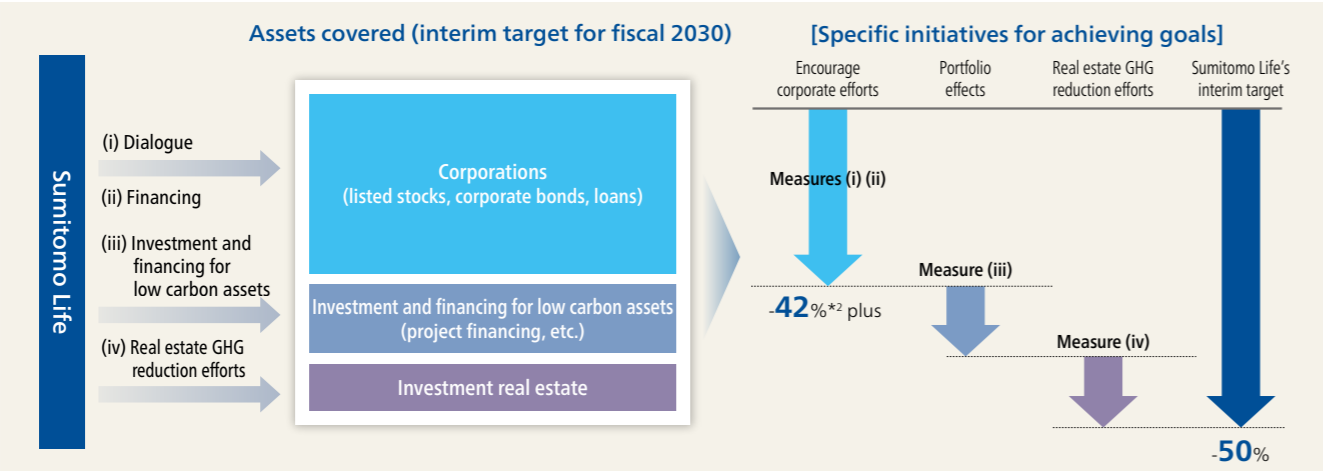 Assets covered (interim target for fiscal 2030)
[Specific initiatives for achieving goals]
Sumitomo Life
(i) Dialogue
(ii) Financing
(iii) Investment and
financing for
low carbon assets
(iv) Real estate GHG
reduction efforts
Corporations
(listed stocks, corporate bonds, loans)
Investment and financing for low carbon assets
(project financing, etc.)
Investment real estate
Encourage
corporate efforts
Portfolio
effects
Real estate GHG
reduction efforts
Sumitomo Life's
interim target
Measures (i) (ii)
-42%*2 plus
Measure (iii)
Measure (iv)
-50%